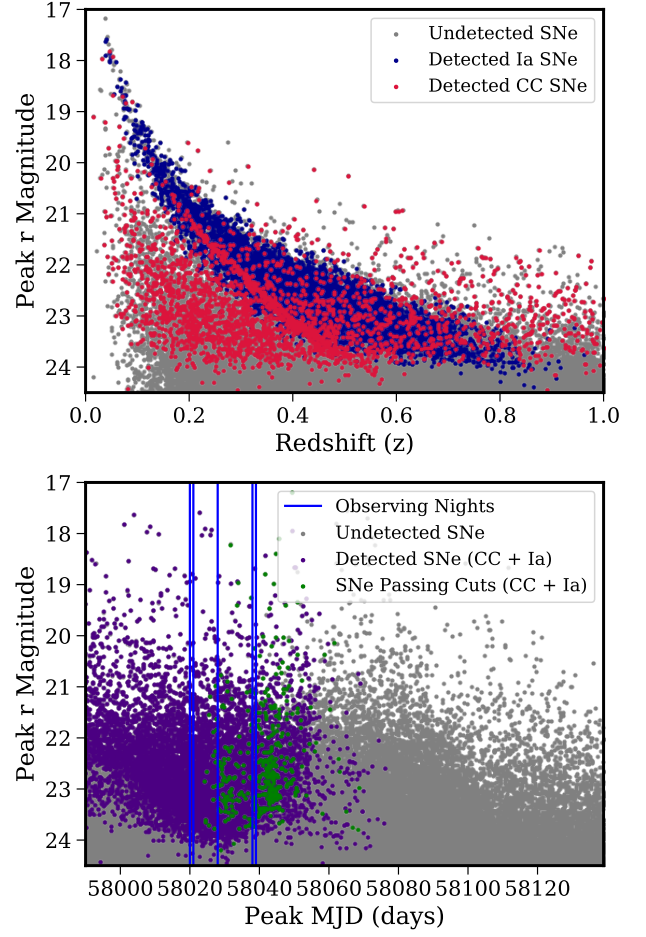 17
18
19
20
21
22
23
24
Peak r Magnitude
Undetected SNe
Detected Ia SNe
Detected CC SNe
0.0 0.2 0.4 0.6 0.8 1.0
Redshift (z)
17
18
19
20
21
22
23
24
Peak r Magnitude
Observing Nights
Undetected SNe
Detected SNe (CC + Ia)
SNe Passing Cuts (CC + Ia)
58000 58020 58040 58060 58080 58100 58120
Peak MJD (days)